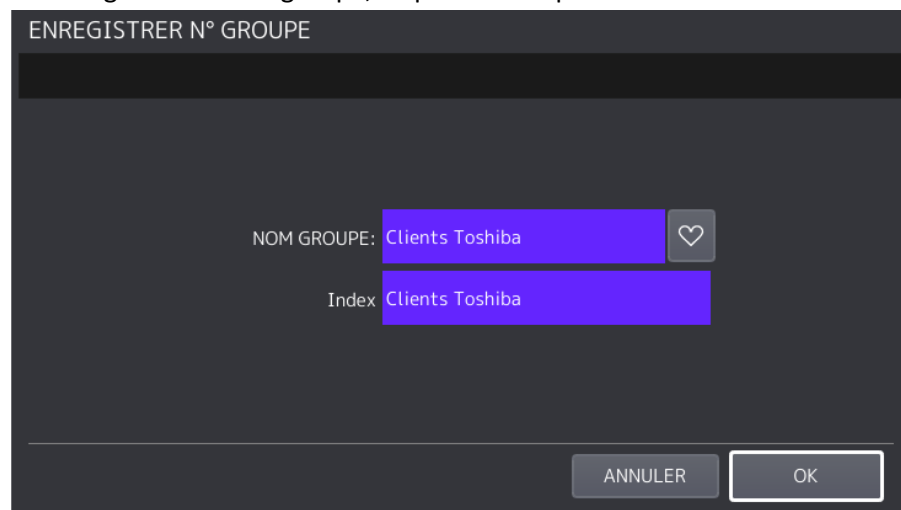 ENREGISTRER N° GROUPE
NOM GROUPE: Clients Toshiba
Index Clients Toshiba
ANNULER OK